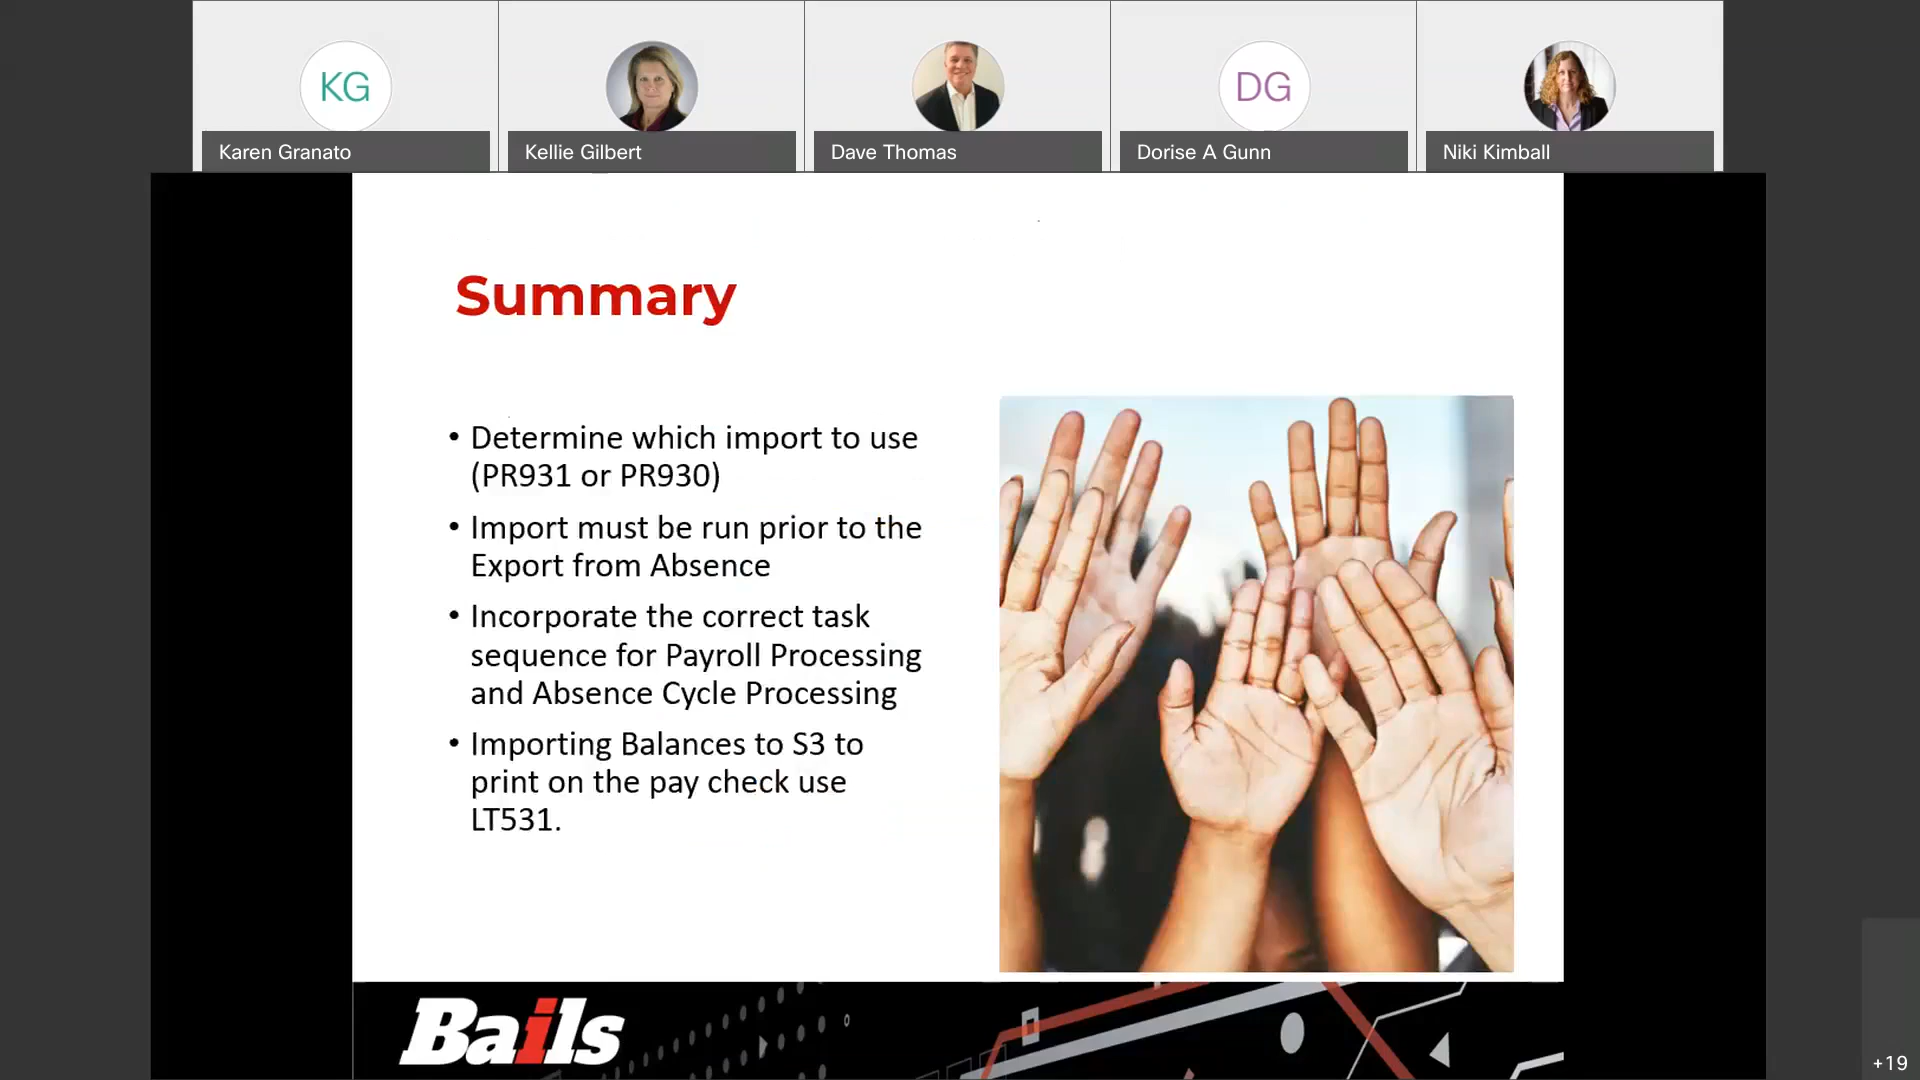 KG
DG
Karen Granato
Kellie Gilbert
Dave Thomas
Dorise A Gunn
Niki Kimball
Summary
• Determine which import to use
(PR931 or PR930)
• Import must be run prior to the
Export from Absence
• Incorporate the correct task
sequence for Payroll Processing
and Absence Cycle Processing
• Importing Balances to S3 to
print on the pay check use
LT531.
Bails
+19